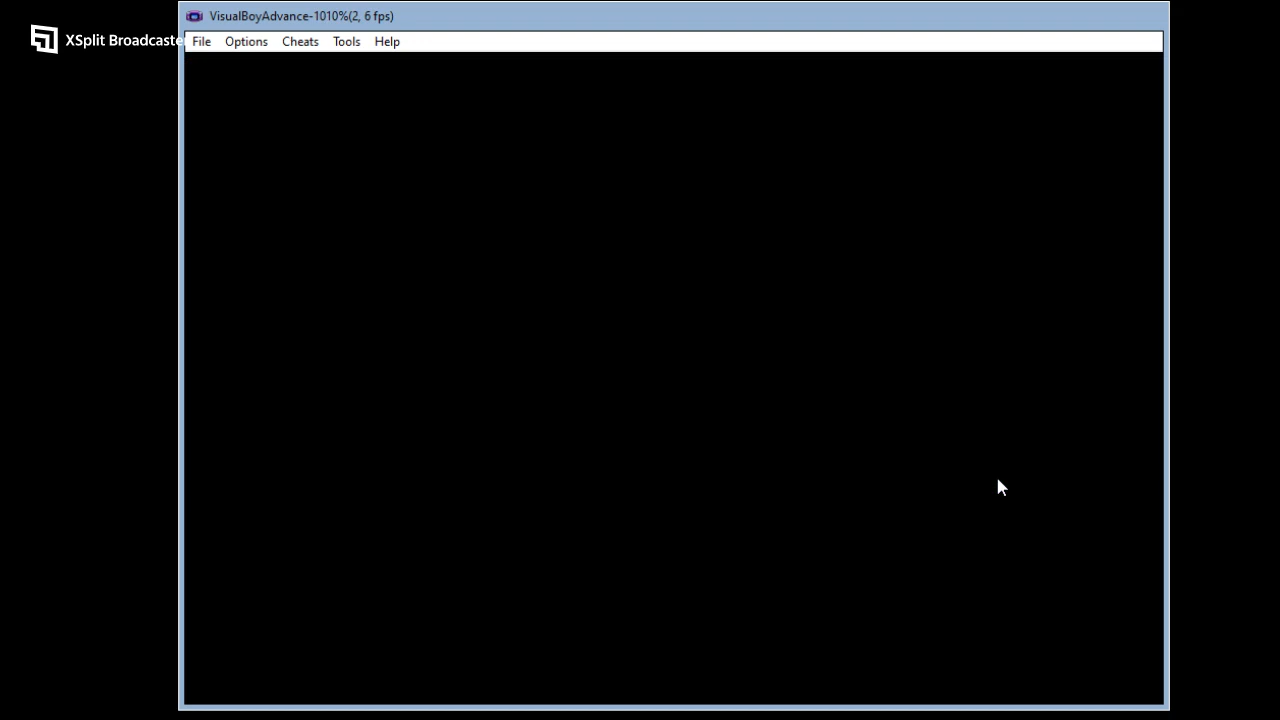 VisualBoyAdvance-1010%(2, 6 fps)
XSplit Broadcaste
File Options Cheats Tools Help